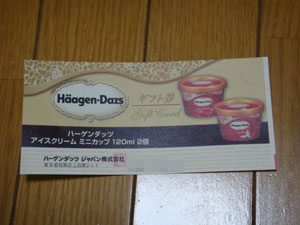 Häagen-Dazs
ギフト券
Gift Card
ハーゲンダッツ
アイスクリーム ミニカップ 120ml 2個
ハーゲンダッツ ジャパン株式会社